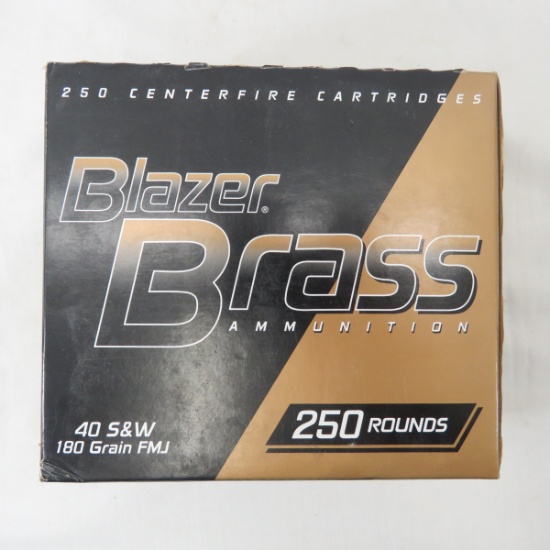 250 CENTERFIRE CARTRIDGES
Blazer®
Brass
AMMUNITION
40 S&W
180 Grain FMJ
250 ROUNDS